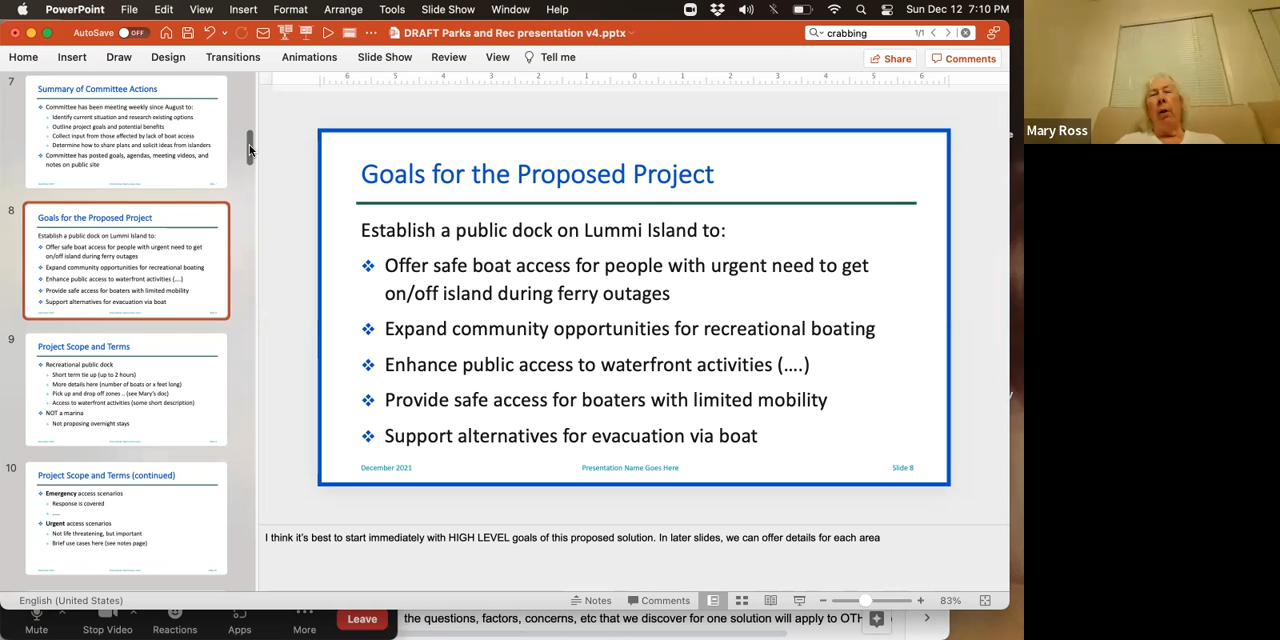 PowerPoint File Edit View Insert Format Arrange Tools Slide Show Window Help Sun Dec 12 7:10 PM
AutoSave OFF DRAFT Parks and Rec presentation v4.pptx crabbing 1/1
Home Insert Draw Design Transitions Animations Slide Show Review View Tell me Share Comments
6 5 4 3 2 1 0 1 2 3 4 5 6
7
Summary of Committee Actions
Committee has been meeting weekly since August to:
Identify current situation and research existing options
Outline project goals and potential benefits
Collect input from those affected by lack of boat access
Determine how to share plans and solicit ideas from islanders
Committee has posted goals, agendas, meeting videos, and
notes on public site
8
Goals for the Proposed Project
Establish a public dock on Lummi Island to:
Offer safe boat access for people with urgent need to get
on/off island during ferry outages
Expand community opportunities for recreational boating
Enhance public access to waterfront activities (....)
Provide safe access for boaters with limited mobility
Support alternatives for evacuation via boat
9
Project Scope and Terms
Recreational public dock
Short term tie up (up to 2 hours)
More details here (number of boats or x feet long)
Pick up and drop off zones .. (see Mary's doc)
Access to waterfront activities (some short description)
NOT a marina
Not proposing overnight stays
10
Project Scope and Terms (continued)
Emergency access scenarios
Response is covered
.....
Urgent access scenarios
Not life threatening, but important
Brief use cases here (see notes page)
Goals for the Proposed Project
Establish a public dock on Lummi Island to:
Offer safe boat access for people with urgent need to get
on/off island during ferry outages
Expand community opportunities for recreational boating
Enhance public access to waterfront activities (....)
Provide safe access for boaters with limited mobility
Support alternatives for evacuation via boat
December 2021 Presentation Name Goes Here Slide 8
I think it's best to start immediately with HIGH LEVEL goals of this proposed solution. In later slides, we can offer details for each area
English (United States) Notes Comments 83%
Mute Stop Video Reactions Apps More Leave
the questions, factors, concerns, etc that we discover for one solution will apply to OTH
Mary Ross